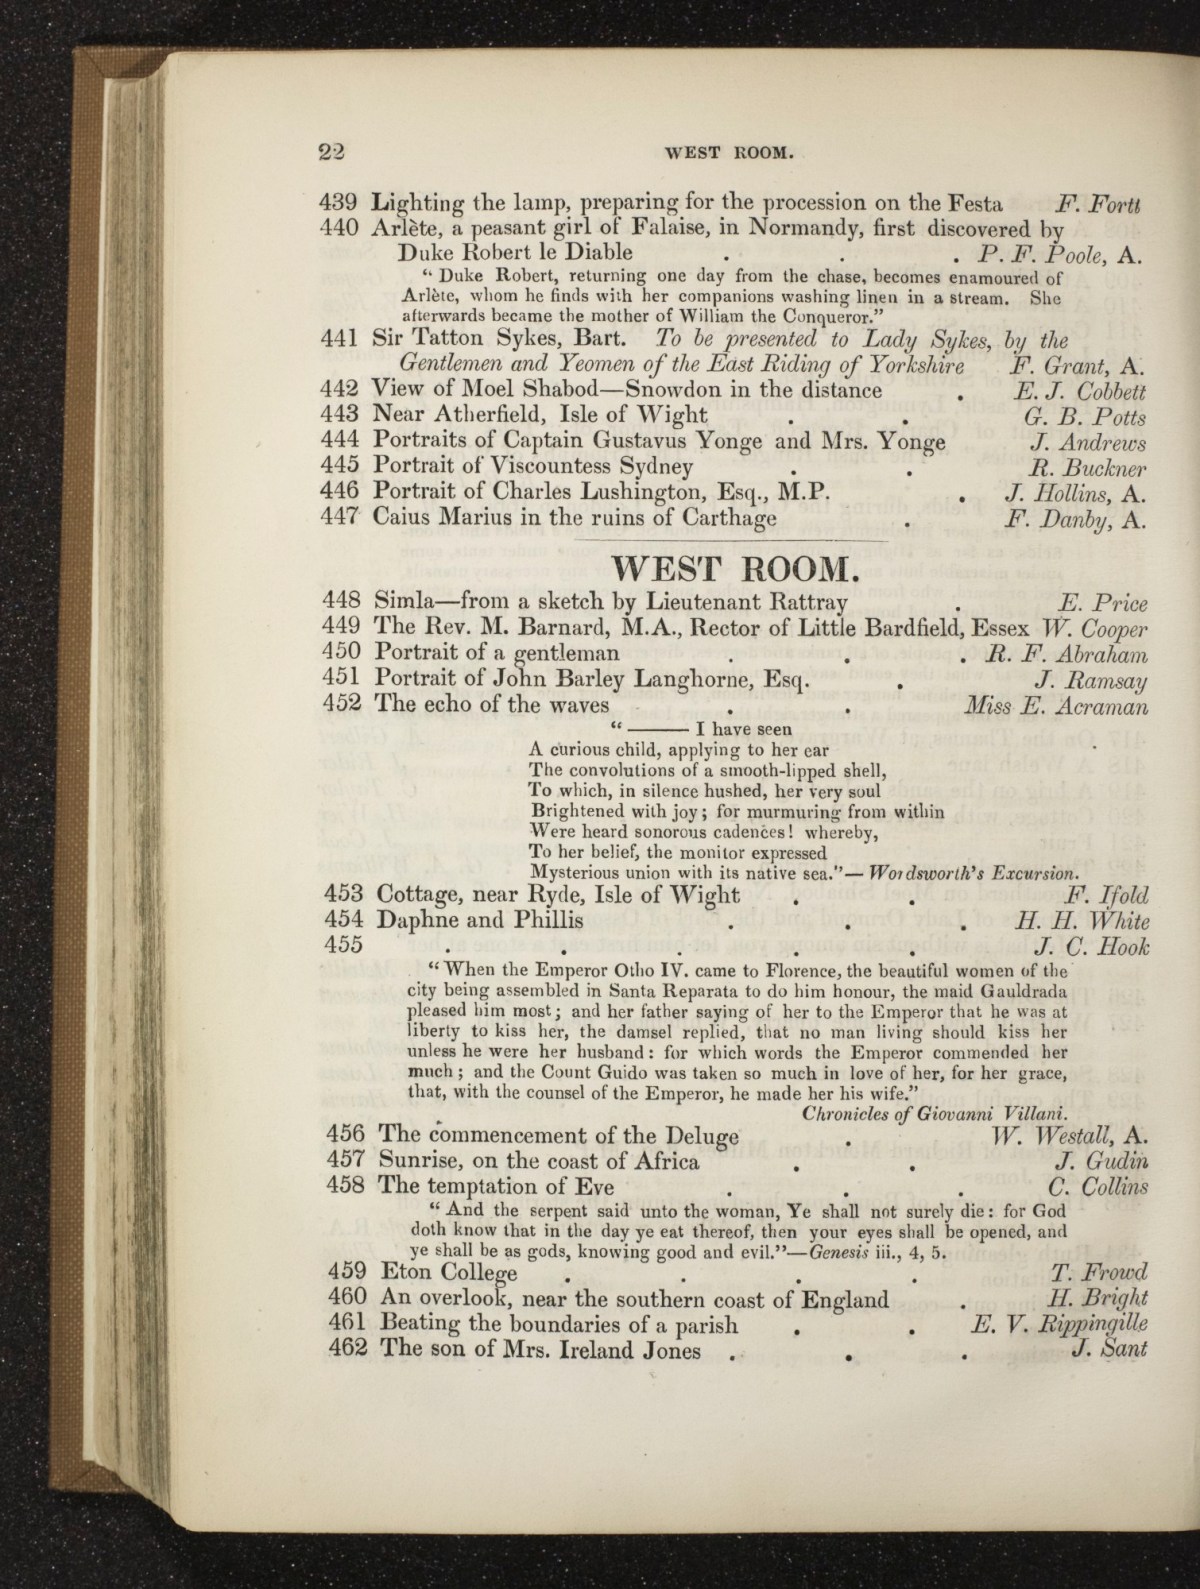 22 WEST ROOM.
439 Lighting the lamp, preparing for the procession on the Festa F. Fortt
440 Arlète, a peasant girl of Falaise, in Normandy, first discovered by
Duke Robert le Diable . . . P. F. Poole, A.
“ Duke Robert, returning one day from the chase, becomes enamoured of
Arlète, whom he finds with her companions washing linen in a stream. She
afterwards became the mother of William the Conqueror.”
441 Sir Tatton Sykes, Bart. To be presented to Lady Sykes, by the
Gentlemen and Yeomen of the East Riding of Yorkshire F. Grant, A.
442 View of Moel Shabod—Snowdon in the distance . E. J. Cobbett
443 Near Atherfield, Isle of Wight . . G. B. Potts
444 Portraits of Captain Gustavus Yonge and Mrs. Yonge J. Andrews
445 Portrait of Viscountess Sydney . . R. Buckner
446 Portrait of Charles Lushington, Esq., M.P. . J. Hollins, A.
447 Caius Marius in the ruins of Carthage . F. Danby, A.
WEST ROOM.
448 Simla—from a sketch by Lieutenant Rattray . E. Price
449 The Rev. M. Barnard, M.A., Rector of Little Bardfield, Essex W. Cooper
450 Portrait of a gentleman . . . R. F. Abraham
451 Portrait of John Barley Langhorne, Esq. . J. Ramsay
452 The echo of the waves . . Miss E. Acraman
“ ——— I have seen
A curious child, applying to her ear
The convolutions of a smooth-lipped shell,
To which, in silence hushed, her very soul
Brightened with joy; for murmuring from within
Were heard sonorous cadences! whereby,
To her belief, the monitor expressed
Mysterious union with its native sea.”—Wordsworth's Excursion.
453 Cottage, near Ryde, Isle of Wight . . F. Ifold
454 Daphne and Phillis . . . H. H. White
455 . . . . . J. C. Hook
“ When the Emperor Otho IV. came to Florence, the beautiful women of the
city being assembled in Santa Reparata to do him honour, the maid Gauldrada
pleased him most; and her father saying of her to the Emperor that he was at
liberty to kiss her, the damsel replied, that no man living should kiss her
unless he were her husband: for which words the Emperor commended her
much; and the Count Guido was taken so much in love of her, for her grace,
that, with the counsel of the Emperor, he made her his wife.”
Chronicles of Giovanni Villani.
456 The commencement of the Deluge . W. Westall, A.
457 Sunrise, on the coast of Africa . . J. Gudin
458 The temptation of Eve . . . C. Collins
“ And the serpent said unto the woman, Ye shall not surely die: for God
doth know that in the day ye eat thereof, then your eyes shall be opened, and
ye shall be as gods, knowing good and evil.”—Genesis iii., 4, 5.
459 Eton College . . . . T. Frowd
460 An overlook, near the southern coast of England . H. Bright
461 Beating the boundaries of a parish . . E. V. Rippingille
462 The son of Mrs. Ireland Jones . . . J. Sant